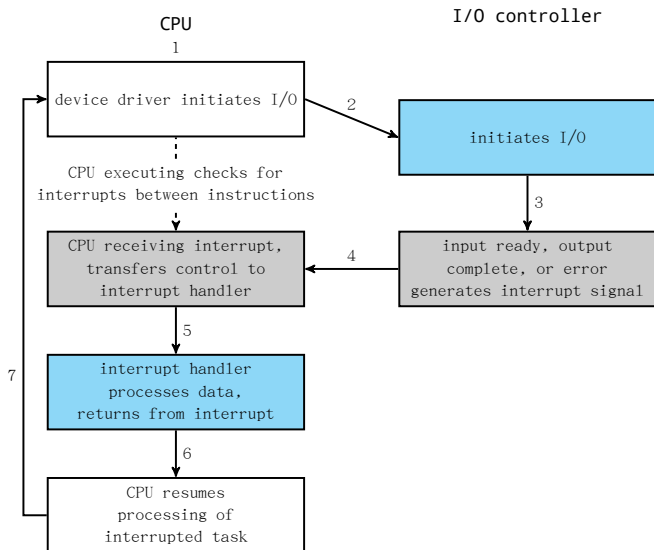 CPU
I/O controller
1
device driver initiates I/O
2
initiates I/O
CPU executing checks for
interrupts between instructions
3
CPU receiving interrupt,
transfers control to
interrupt handler
4
input ready, output
complete, or error
generates interrupt signal
5
interrupt handler
processes data,
returns from interrupt
7
6
CPU resumes
processing of
interrupted task